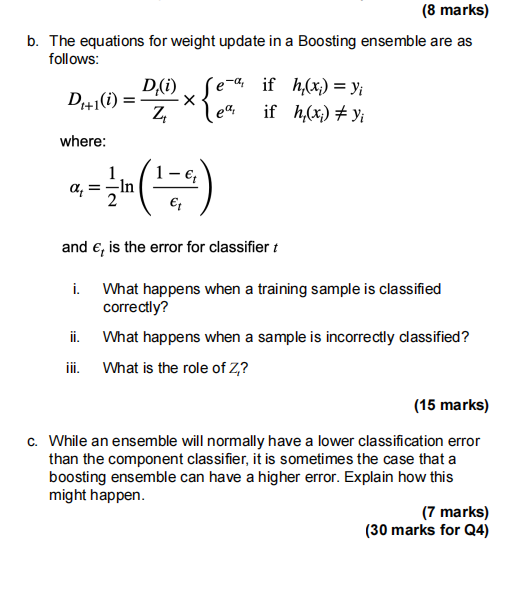 (8 marks)
b. The equations for weight update in a Boosting ensemble are as
follows:
D_{t+1}(i) = \frac{D_t(i)}{Z_t} × { e^{-α_t} if h_t(x_i) = y_i
e^{α_t} if h_t(x_i) ≠ y_i
where:
α_t = \frac{1}{2} ln ( \frac{1 − ϵ_t}{ϵ_t} )
and ϵ_t is the error for classifier t
i. What happens when a training sample is classified
correctly?
ii. What happens when a sample is incorrectly classified?
iii. What is the role of Z_t?
(15 marks)
c. While an ensemble will normally have a lower classification error
than the component classifier, it is sometimes the case that a
boosting ensemble can have a higher error. Explain how this
might happen.
(7 marks)
(30 marks for Q4)